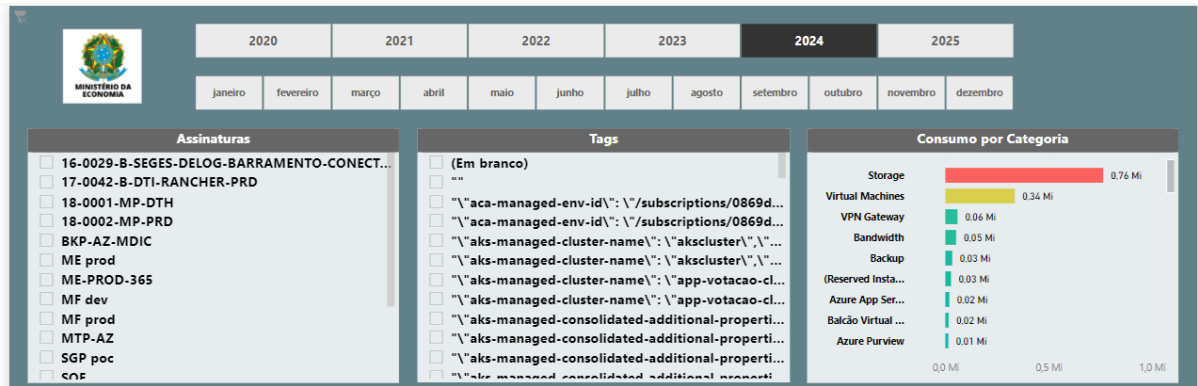 2020 2021 2022 2023 2024 2025
MINISTÉRIO DA
ECONOMIA
janeiro fevereiro março abril maio junho julho agosto setembro outubro novembro dezembro
Assinaturas
16-0029-B-SEGES-DELOG-BARRAMENTO-CONECT...
17-0042-B-DTI-RANCHER-PRD
18-0001-MP-DTH
18-0002-MP-PRD
BKP-AZ-MDIC
ME prod
ME-PROD-365
MF dev
MF prod
MTP-AZ
SGP poc
SOF
Tags
(Em branco)
""
"\"aca-managed-env-id\": \"/subscriptions/0869d...
"\"aca-managed-env-id\": \"/subscriptions/0869d...
"\"aks-managed-cluster-name\": \"akscluster\",\"...
"\"aks-managed-cluster-name\": \"akscluster\",\"...
"\"aks-managed-cluster-name\": \"app-votacao-cl...
"\"aks-managed-cluster-name\": \"app-votacao-cl...
"\"aks-managed-consolidated-additional-properti...
"\"aks-managed-consolidated-additional-properti...
"\"aks-managed-consolidated-additional-properti...
"\"aks-managed-consolidated-additional-properti...
Consumo por Categoria
Storage 0,76 Mi
Virtual Machines 0,34 Mi
VPN Gateway 0,06 Mi
Bandwidth 0,05 Mi
Backup 0,03 Mi
(Reserved Insta... 0,03 Mi
Azure App Ser... 0,02 Mi
Balcão Virtual ... 0,02 Mi
Azure Purview 0,01 Mi
0,0 Mi 0,5 Mi 1,0 Mi